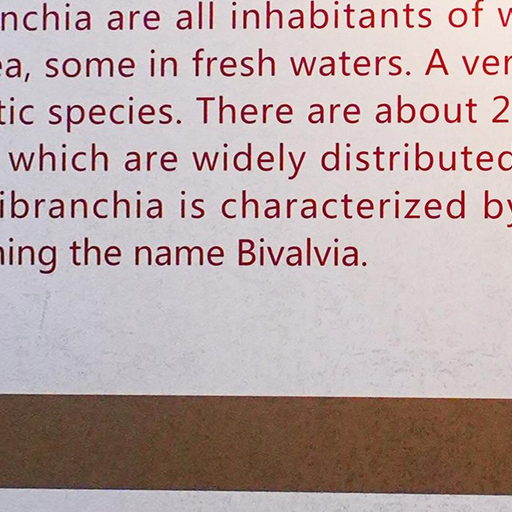 nchia are all inhabitants of w
ea, some in fresh waters. A ver
tic species. There are about 2
which are widely distributed
ibranchia is characterized by
ning the name Bivalvia.